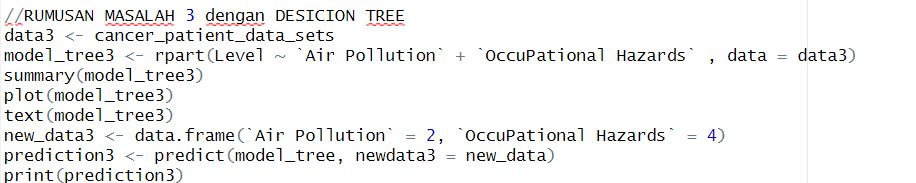 //RUMUSAN MASALAH 3 dengan DESICION TREE
data3 <- cancer_patient_data_sets
model_tree3 <- rpart(Level ~ `Air Pollution` + `OccuPational Hazards` , data = data3)
summary(model_tree3)
plot(model_tree3)
text(model_tree3)
new_data3 <- data.frame(`Air Pollution` = 2, `OccuPational Hazards` = 4)
prediction3 <- predict(model_tree, newdata3 = new_data)
print(prediction3)